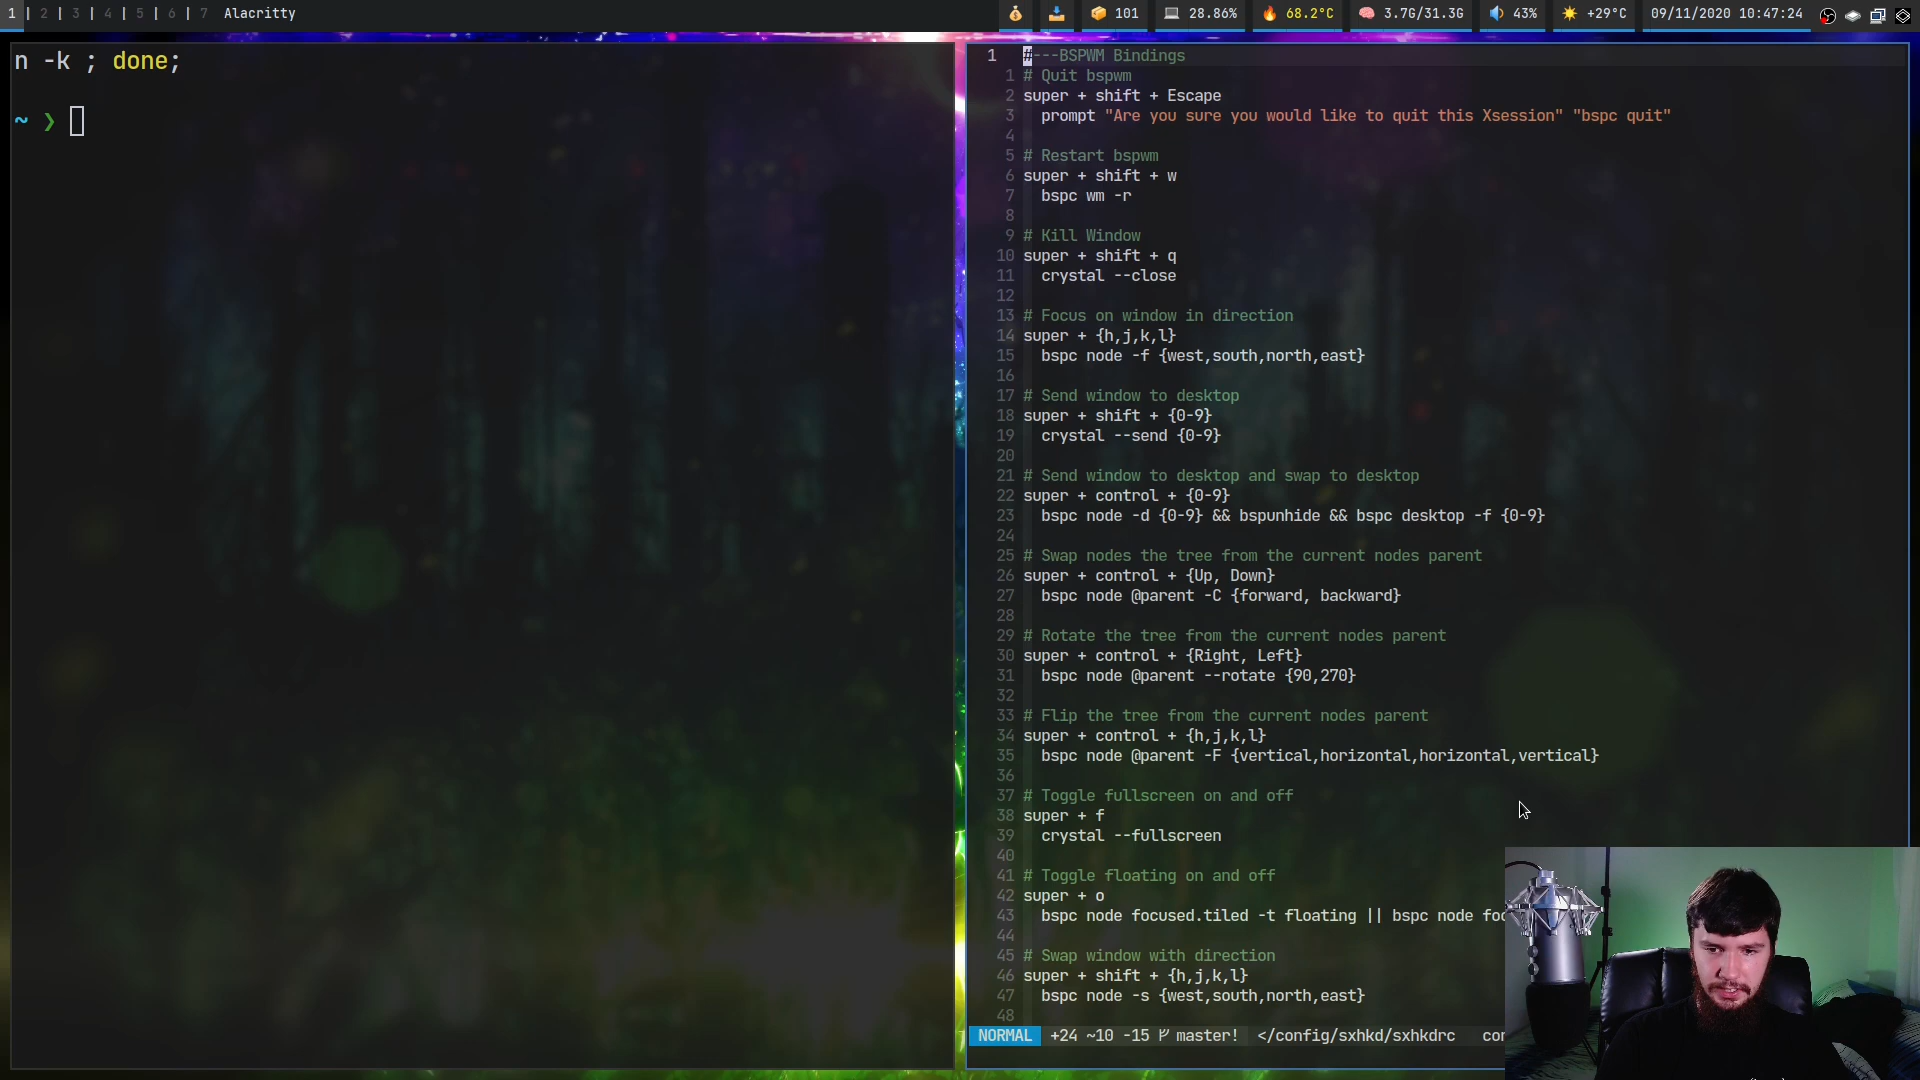 1 | 2 | 3 | 4 | 5 | 6 | 7 Alacritty
101 28.86% 68.2°C 3.7G/31.3G 43% +29°C 09/11/2020 10:47:24
n -k ; done;
~ ❯
1 #---BSPWM Bindings
1 # Quit bspwm
2 super + shift + Escape
3 prompt "Are you sure you would like to quit this Xsession" "bspc quit"
4
5 # Restart bspwm
6 super + shift + w
7 bspc wm -r
8
9 # Kill Window
10 super + shift + q
11 crystal --close
12
13 # Focus on window in direction
14 super + {h,j,k,l}
15 bspc node -f {west,south,north,east}
16
17 # Send window to desktop
18 super + shift + {0-9}
19 crystal --send {0-9}
20
21 # Send window to desktop and swap to desktop
22 super + control + {0-9}
23 bspc node -d {0-9} && bspunhide && bspc desktop -f {0-9}
24
25 # Swap nodes the tree from the current nodes parent
26 super + control + {Up, Down}
27 bspc node @parent -C {forward, backward}
28
29 # Rotate the tree from the current nodes parent
30 super + control + {Right, Left}
31 bspc node @parent --rotate {90,270}
32
33 # Flip the tree from the current nodes parent
34 super + control + {h,j,k,l}
35 bspc node @parent -F {vertical,horizontal,horizontal,vertical}
36
37 # Toggle fullscreen on and off
38 super + f
39 crystal --fullscreen
40
41 # Toggle floating on and off
42 super + o
43 bspc node focused.tiled -t floating || bspc node foc
44
45 # Swap window with direction
46 super + shift + {h,j,k,l}
47 bspc node -s {west,south,north,east}
48
NORMAL +24 ~10 -15 master! </config/sxhkd/sxhkdrc con